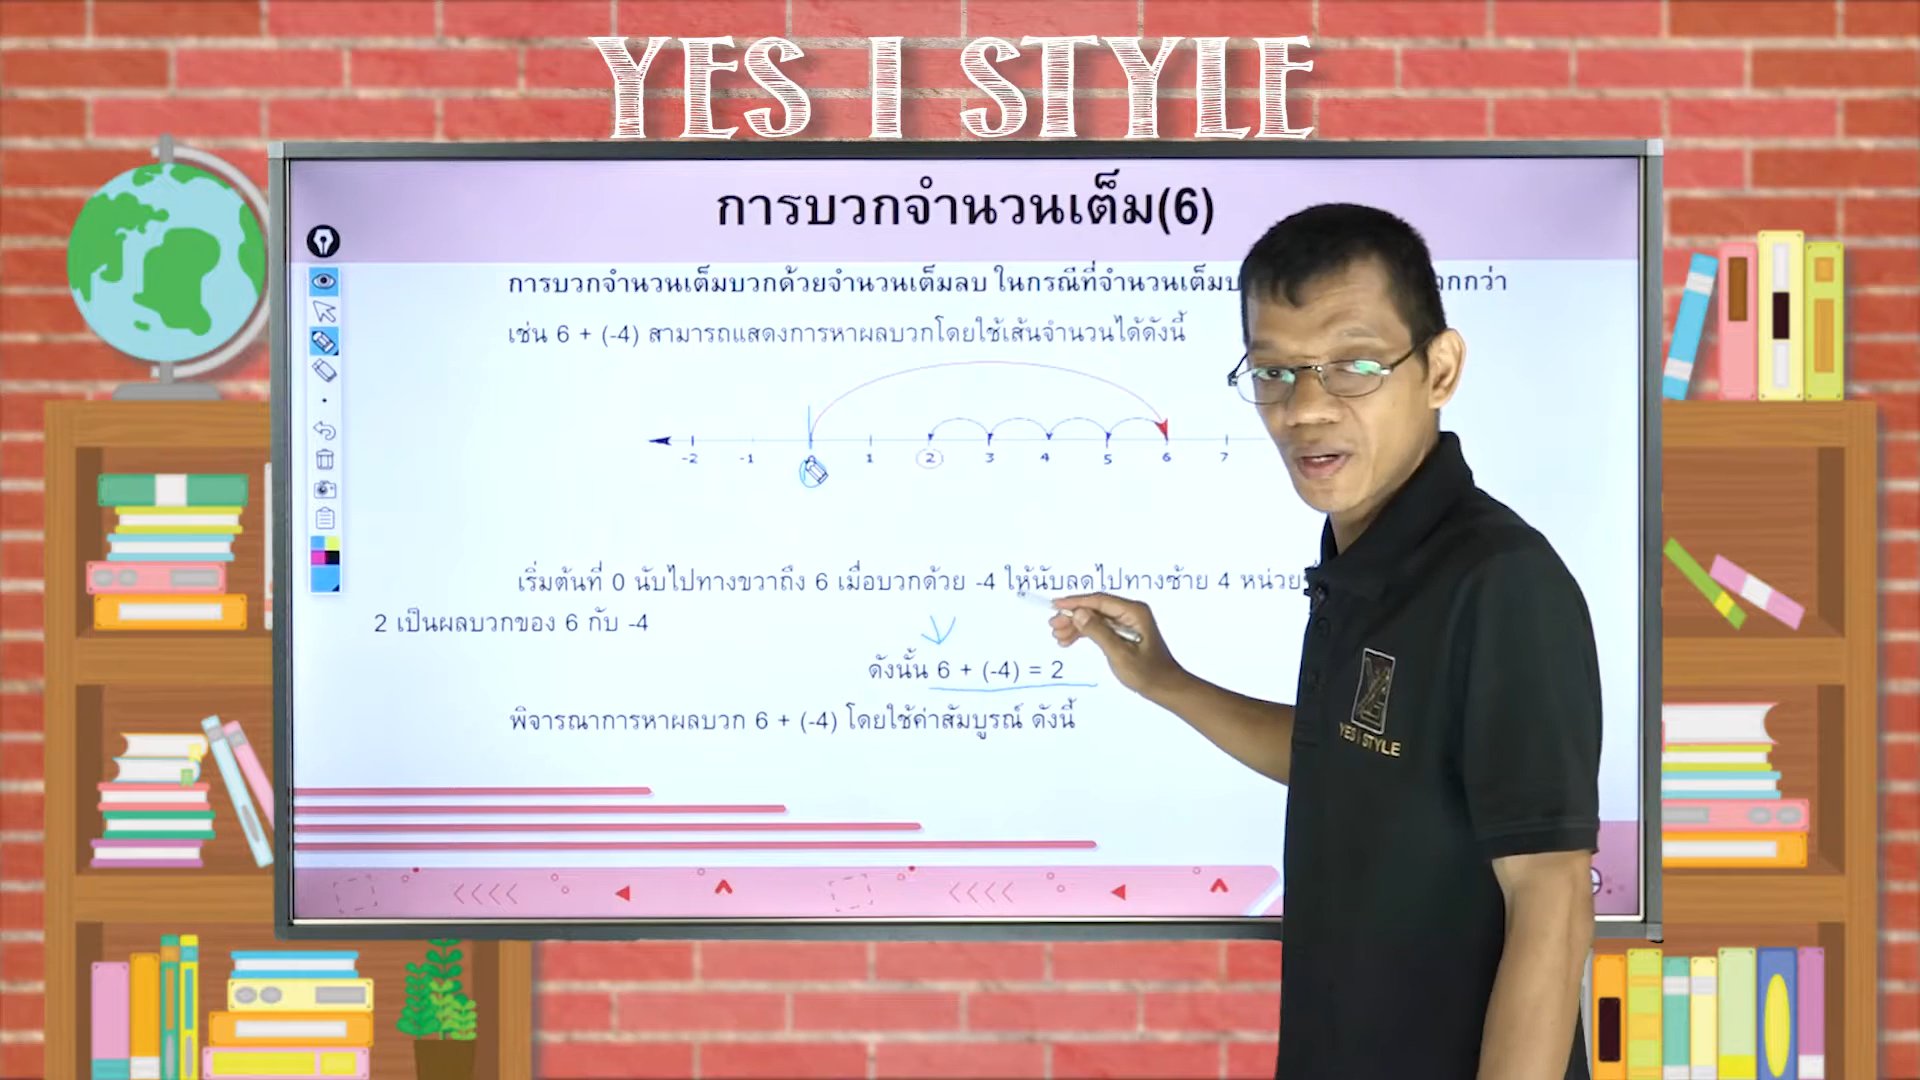 YES I STYLE
การบวกจำนวนเต็ม(6)
การบวกจำนวนเต็มบวกด้วยจำนวนเต็มลบ ในกรณีที่จำนวนเต็มบ กกว่า
เช่น 6 + (-4) สามารถแสดงการหาผลบวกโดยใช้เส้นจำนวนได้ดังนี้
-2 -1 1 2 3 4 5 6 7
เริ่มต้นที่ 0 นับไปทางขวาถึง 6 เมื่อบวกด้วย -4 ให้นับลดไปทางซ้าย 4 หน่วย
2 เป็นผลบวกของ 6 กับ -4
ดังนั้น 6 + (-4) = 2
พิจารณาการหาผลบวก 6 + (-4) โดยใช้ค่าสัมบูรณ์ ดังนี้
YES I STYLE